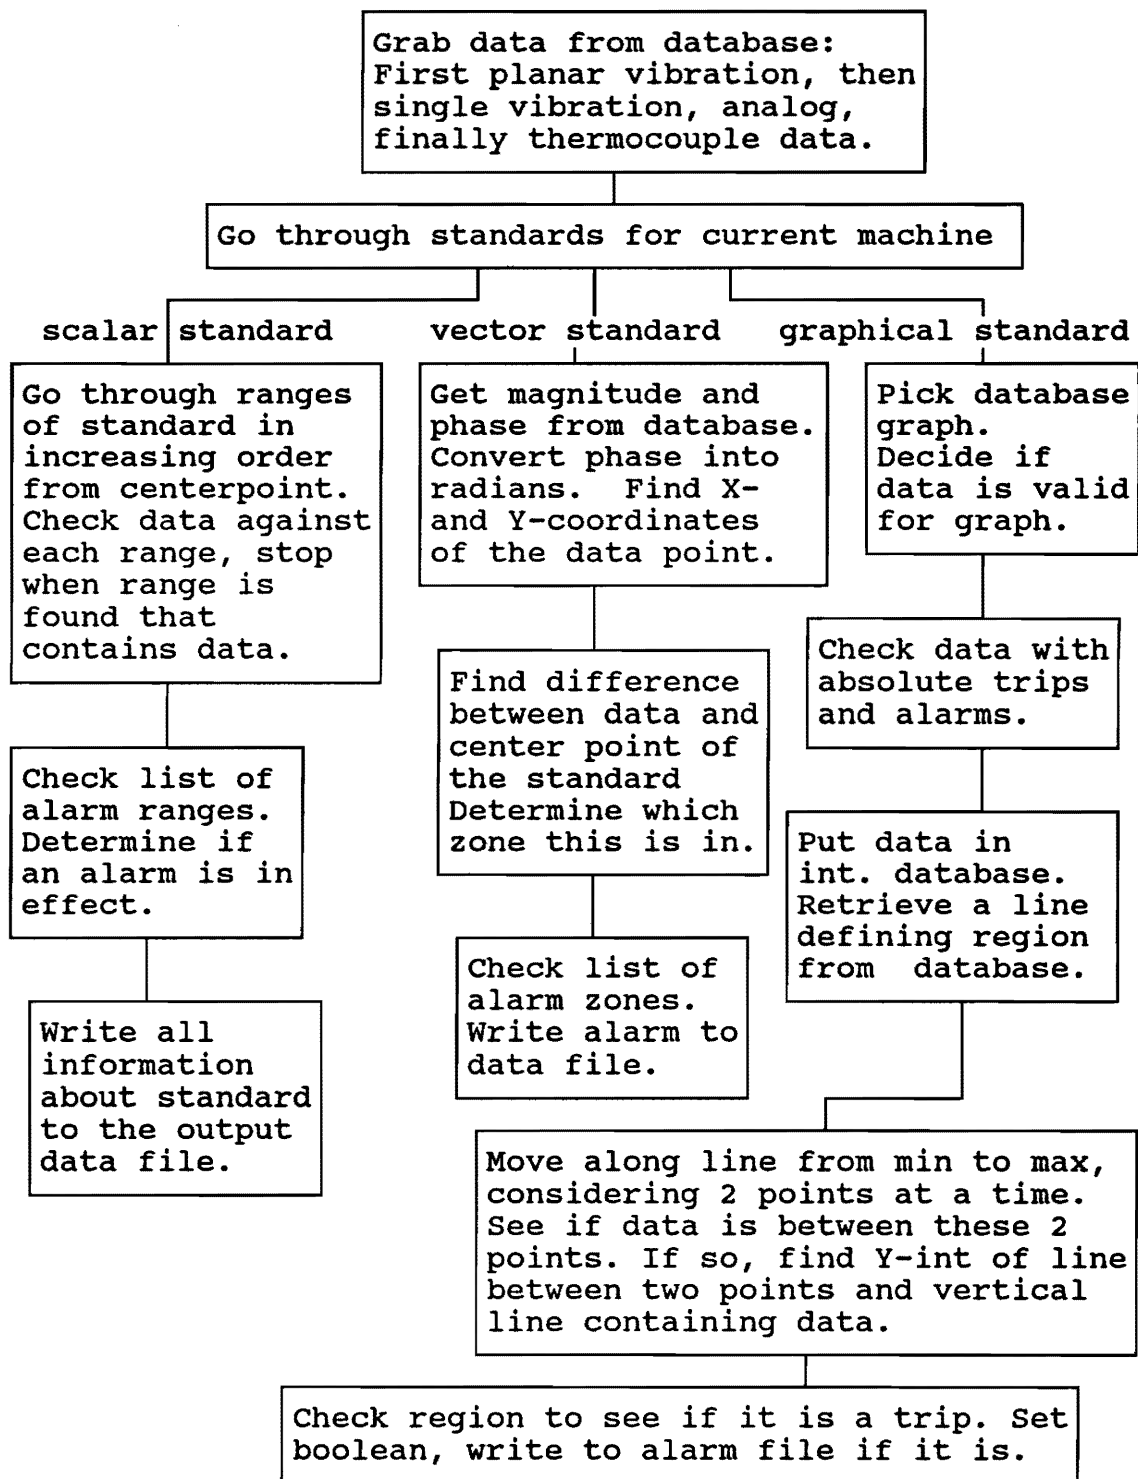 Grab data from database:
First planar vibration, then
single vibration, analog,
finally thermocouple data.
Go through standards for current machine
scalar standard
vector standard
graphical standard
Go through ranges
of standard in
increasing order
from centerpoint.
Check data against
each range, stop
when range is
found that
contains data.
Check list of
alarm ranges.
Determine if
an alarm is in
effect.
Write all
information
about standard
to the output
data file.
Get magnitude and
phase from database.
Convert phase into
radians.  Find X-
and Y-coordinates
of the data point.
Find difference
between data and
center point of
the standard
Determine which
zone this is in.
Check list of
alarm zones.
Write alarm to
data file.
Pick database
graph.
Decide if
data is valid
for graph.
Check data with
absolute trips
and alarms.
Put data in
int. database.
Retrieve a line
defining region
from  database.
Move along line from min to max,
considering 2 points at a time.
See if data is between these 2
points. If so, find Y-int of line
between two points and vertical
line containing data.
Check region to see if it is a trip. Set
boolean, write to alarm file if it is.